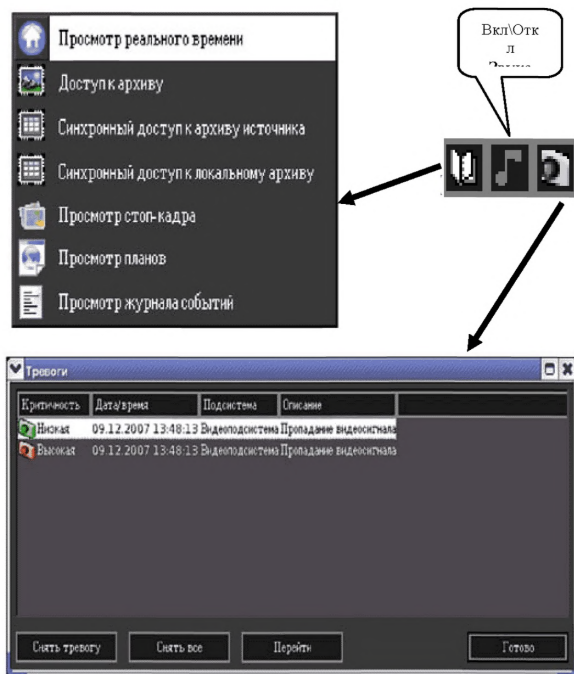 Просмотр реального времени
Доступ к архиву
Синхронный доступ к архиву источника
Синхронный доступ к локальному архиву
Просмотр стоп-кадра
Просмотр планов
Просмотр журнала событий
Вкл\Отк
л
Тревоги
Критичность Дата/время Подсистема Описание
Низкая 09.12.2007 13:48:13 Видеоподсистема Пропадание видеосигнала
Высокая 09.12.2007 13:48:13 Видеоподсистема Пропадание видеосигнала
Снять тревогу Снять все Перейти Готово